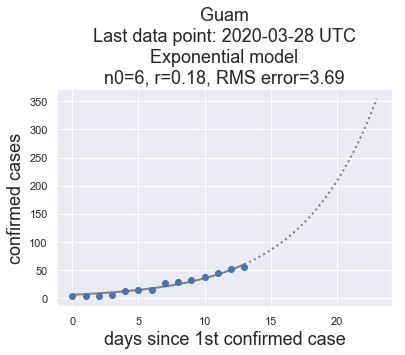 Guam
Last data point: 2020-03-28 UTC
Exponential model
n0=6, r=0.18, RMS error=3.69
350
300
250
200
150
100
50
0
confirmed cases
0 5 10 15 20
days since 1st confirmed case